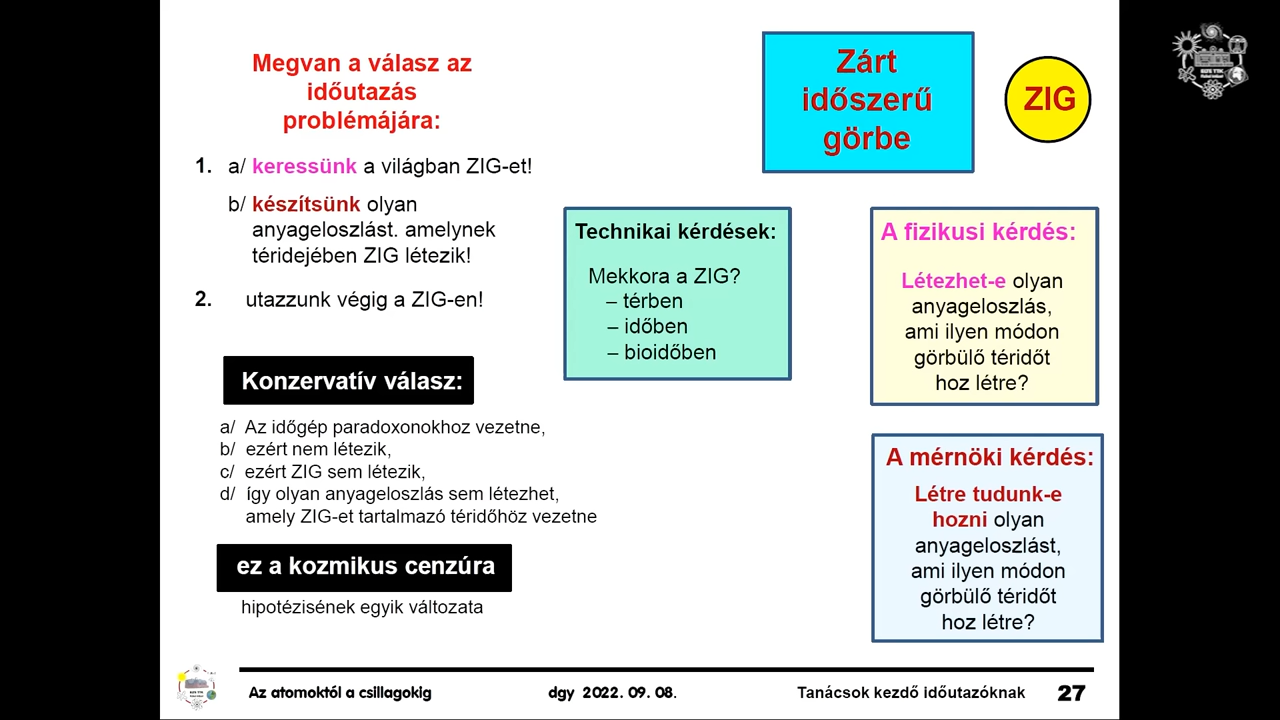 Megvan a válasz az
időutazás
problémájára:
1. a/ keressünk a világban ZIG-et!
b/ készítsünk olyan
anyageloszlást. amelynek
téridejében ZIG létezik!
2. utazzunk végig a ZIG-en!
Konzervatív válasz:
a/ Az időgép paradoxonokhoz vezetne,
b/ ezért nem létezik,
c/ ezért ZIG sem létezik,
d/ így olyan anyageloszlás sem létezhet,
amely ZIG-et tartalmazó téridőhöz vezetne
ez a kozmikus cenzúra
hipotézisének egyik változata
Technikai kérdések:
Mekkora a ZIG?
– térben
– időben
– bioidőben
Zárt
időszerű
görbe
ZIG
A fizikusi kérdés:
Létezhet-e olyan
anyageloszlás,
ami ilyen módon
görbülő téridőt
hoz létre?
A mérnöki kérdés:
Létre tudunk-e
hozni olyan
anyageloszlást,
ami ilyen módon
görbülő téridőt
hoz létre?
Az atomoktól a csillagokig dgy 2022. 09. 08. Tanácsok kezdő időutazóknak 27